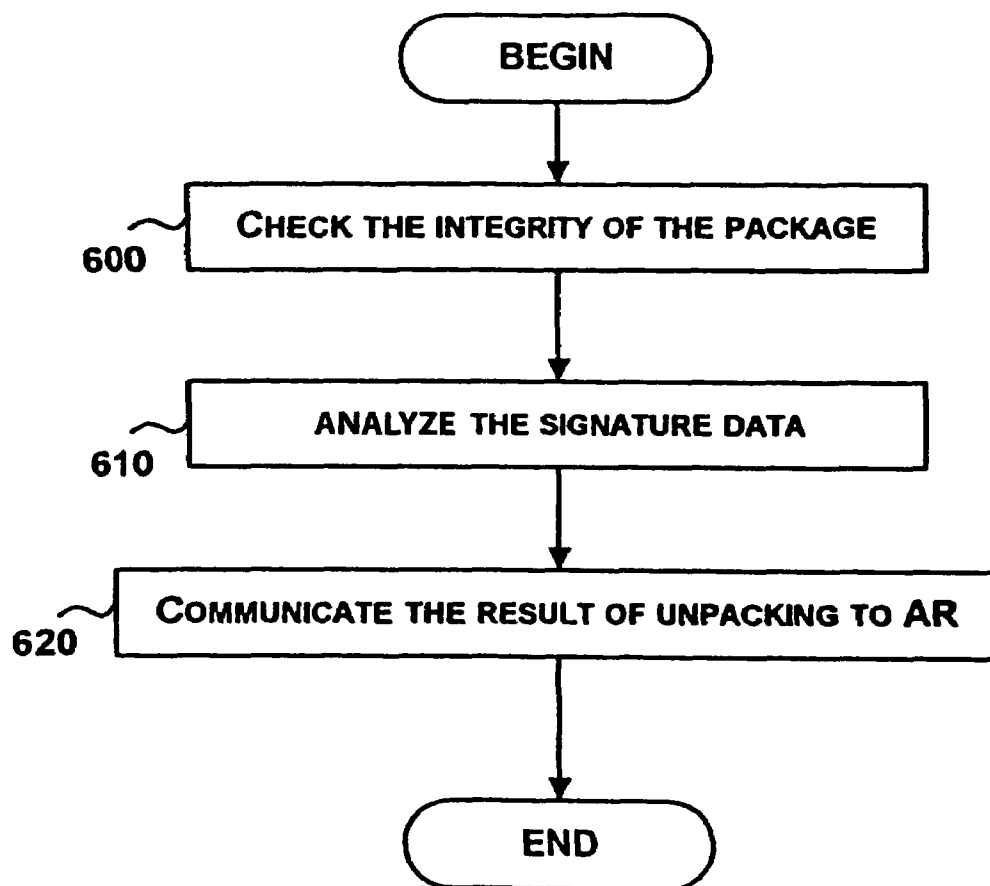 BEGIN
CHECK THE INTEGRITY OF THE PACKAGE
600
ANALYZE THE SIGNATURE DATA
610
COMMUNICATE THE RESULT OF UNPACKING TO AR
620
END